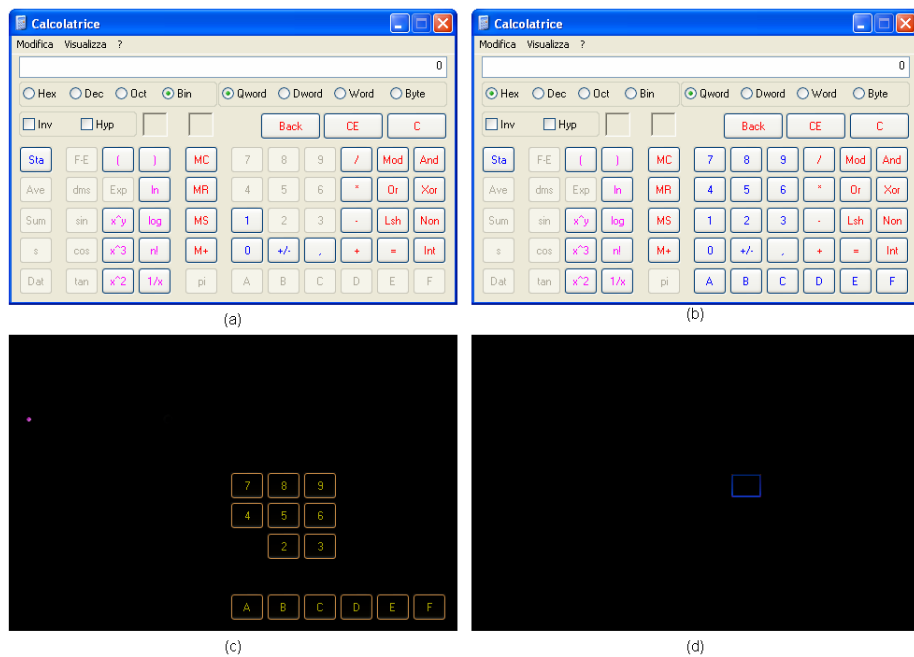 Calcolatrice
Modifica Visualizza ?
0
Hex Dec Oct Bin Qword Dword Word Byte
Inv Hyp Back CE C
Sta F-E ( ) MC 7 8 9 / Mod And
Ave dms Exp ln MR 4 5 6 * Or Xor
Sum sin x^y log MS 1 2 3 - Lsh Non
s cos x^3 n! M+ 0 +/- , + = Int
Dat tan x^2 1/x pi A B C D E F
(a)
Calcolatrice
Modifica Visualizza ?
0
Hex Dec Oct Bin Qword Dword Word Byte
Inv Hyp Back CE C
Sta F-E ( ) MC 7 8 9 / Mod And
Ave dms Exp ln MR 4 5 6 * Or Xor
Sum sin x^y log MS 1 2 3 - Lsh Non
s cos x^3 n! M+ 0 +/- , + = Int
Dat tan x^2 1/x pi A B C D E F
(b)
7 8 9
4 5 6
2 3
A B C D E F
(c)
(d)